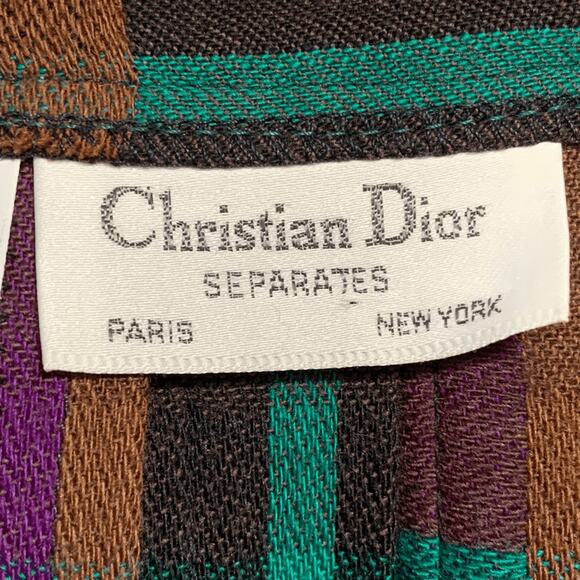 Christian Dior
SEPARATES
PARIS NEW YORK